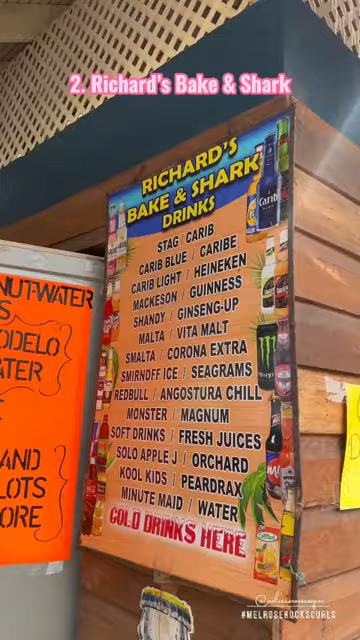 2. Richard's Bake & Shark
RICHARD'S
BAKE & SHARK
DRINKS
STAG / CARIB
CARIB BLUE / CARIBE
CARIB LIGHT / HEINEKEN
MACKESON / GUINNESS
SHANDY / GINSENG-UP
MALTA / VITA MALT
SMALTA / CORONA EXTRA
SMIRNOFF ICE / SEAGRAMS
REDBULL / ANGOSTURA CHILL
MONSTER / MAGNUM
SOFT DRINKS / FRESH JUICES
SOLO APPLE J / ORCHARD
KOOL KIDS / PEARDRAX
MINUTE MAID / WATER
COLD DRINKS HERE
Carib
NUT-WATER
S
ODELO
TER
AND
LOTS
ORE
#MELROSEROCKSCURLS